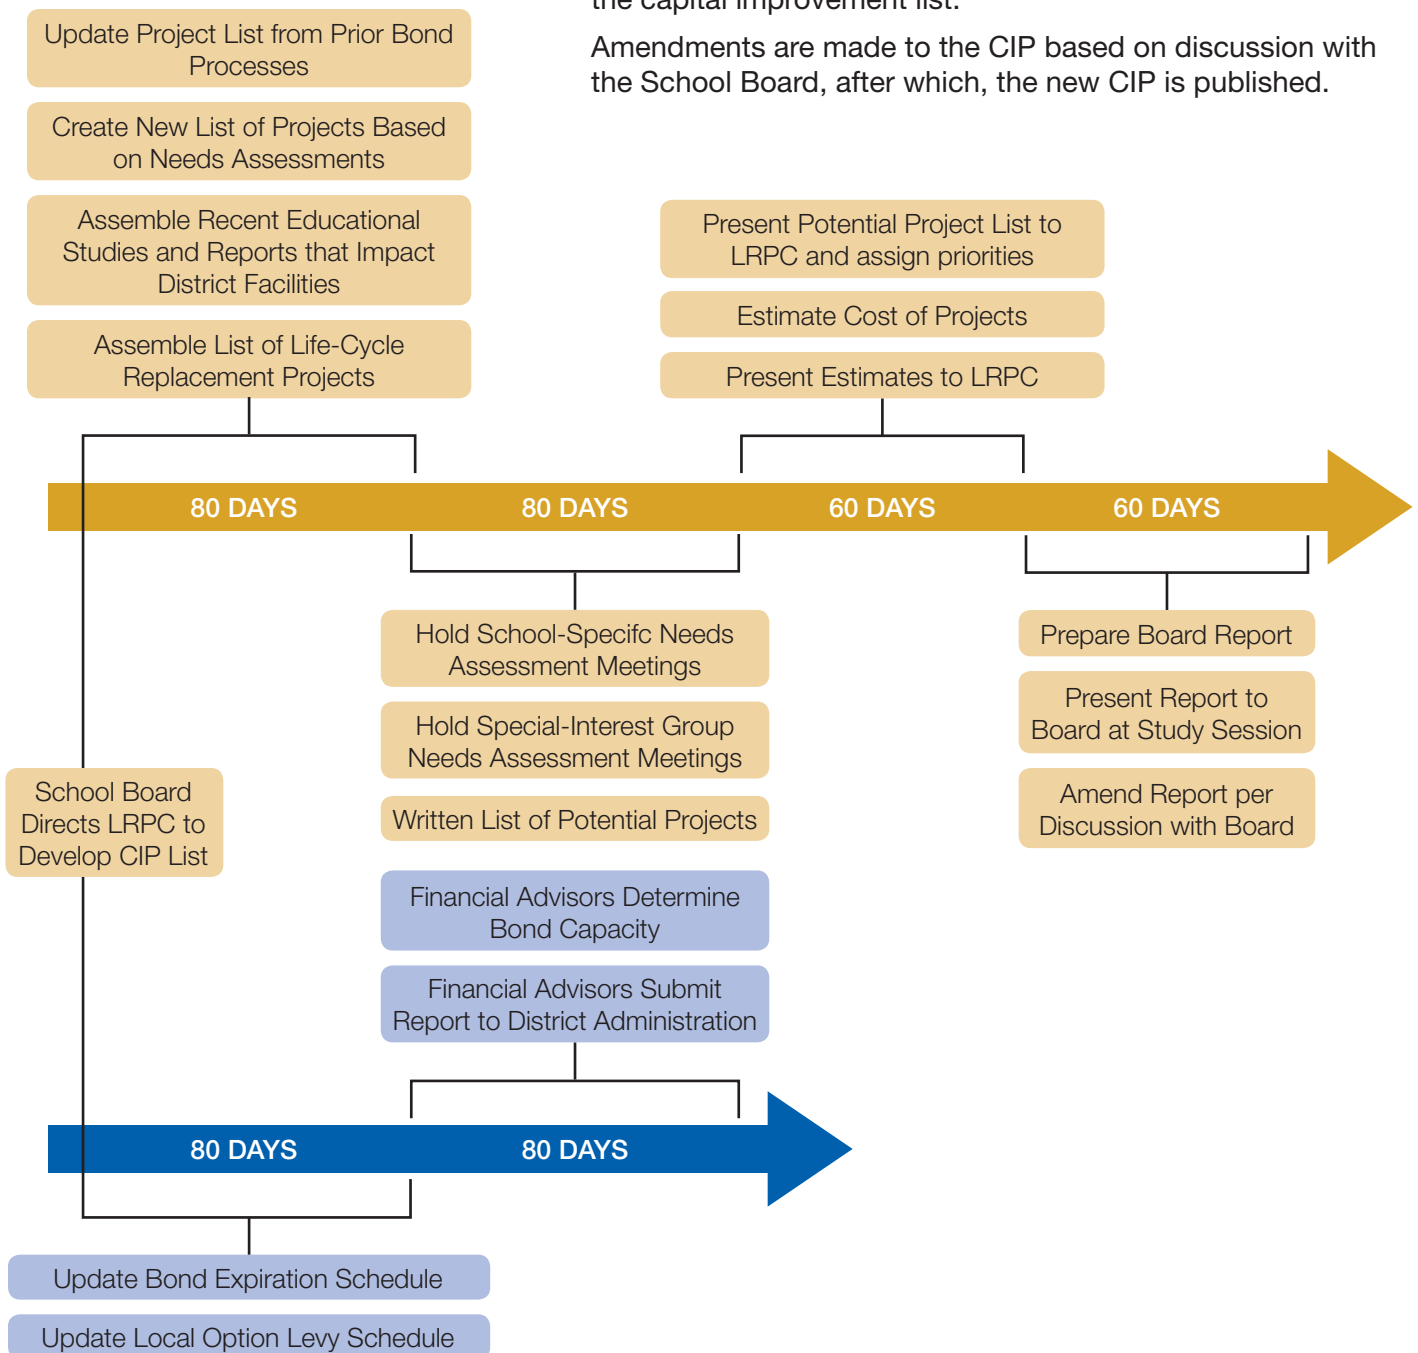 the capital improvement list.
Amendments are made to the CIP based on discussion with
the School Board, after which, the new CIP is published.
Update Project List from Prior Bond
Processes
Create New List of Projects Based
on Needs Assessments
Assemble Recent Educational
Studies and Reports that Impact
District Facilities
Assemble List of Life-Cycle
Replacement Projects
Present Potential Project List to
LRPC and assign priorities
Estimate Cost of Projects
Present Estimates to LRPC
80 DAYS
80 DAYS
60 DAYS
60 DAYS
Hold School-Specifc Needs
Assessment Meetings
Hold Special-Interest Group
Needs Assessment Meetings
Written List of Potential Projects
Prepare Board Report
Present Report to
Board at Study Session
Amend Report per
Discussion with Board
School Board
Directs LRPC to
Develop CIP List
Financial Advisors Determine
Bond Capacity
Financial Advisors Submit
Report to District Administration
80 DAYS
80 DAYS
Update Bond Expiration Schedule
Update Local Option Levy Schedule